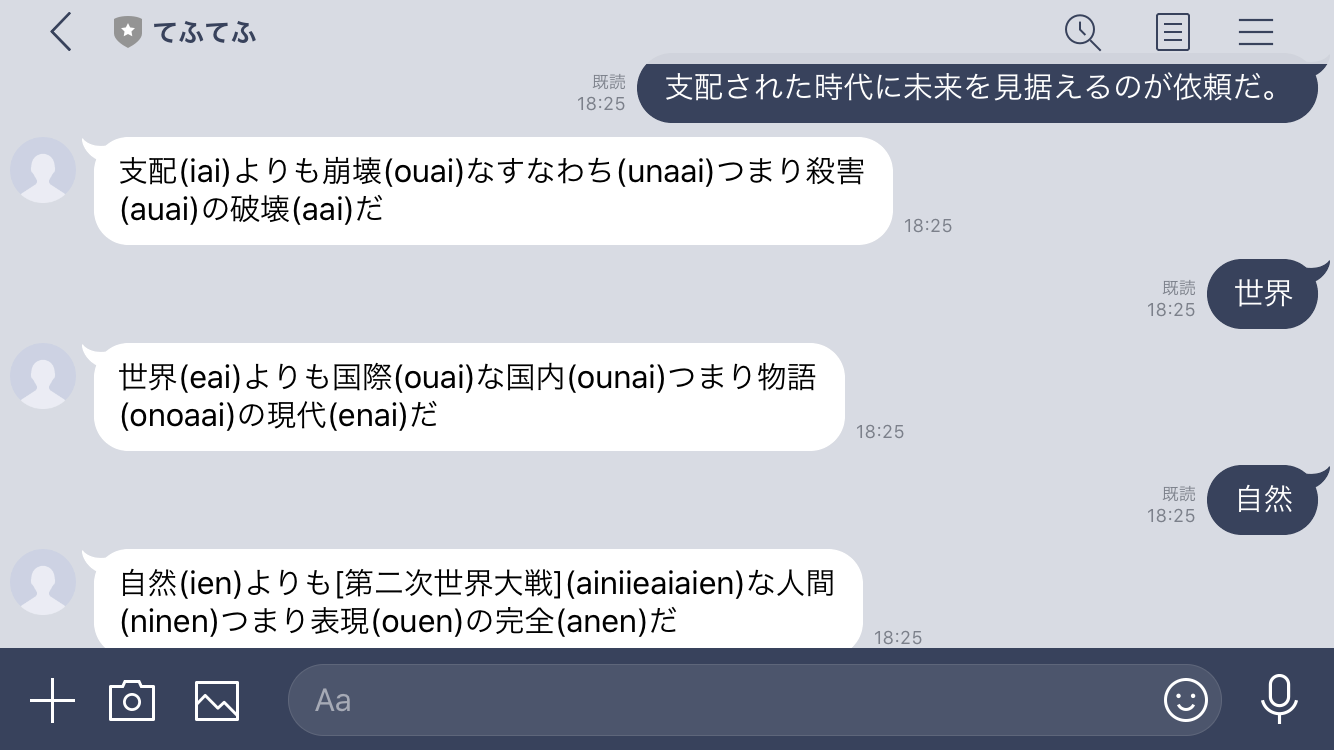 てふてふ
支配された時代に未来を見据えるのが依頼だ。
既読
18:25
支配(iai)よりも崩壊(ouai)なすなわち(unaai)つまり殺害
(auai)の破壊(aai)だ
18:25
世界
既読
18:25
世界(eai)よりも国際(ouai)な国内(ounai)つまり物語
(onoaai)の現代(enai)だ
18:25
自然
既読
18:25
自然(ien)よりも[第二次世界大戦](ainiieaiaien)な人間
(ninen)つまり表現(ouen)の完全(anen)だ
18:25
Aa